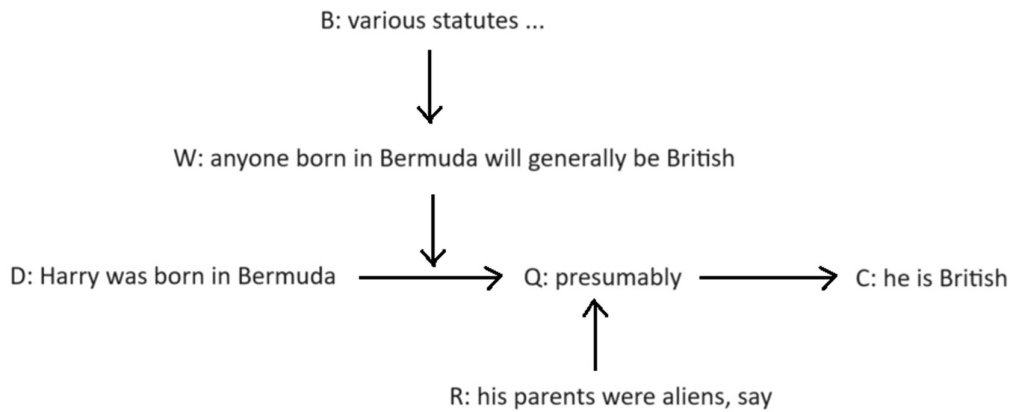 B: various statutes ...
W: anyone born in Bermuda will generally be British
D: Harry was born in Bermuda
Q: presumably
C: he is British
R: his parents were aliens, say